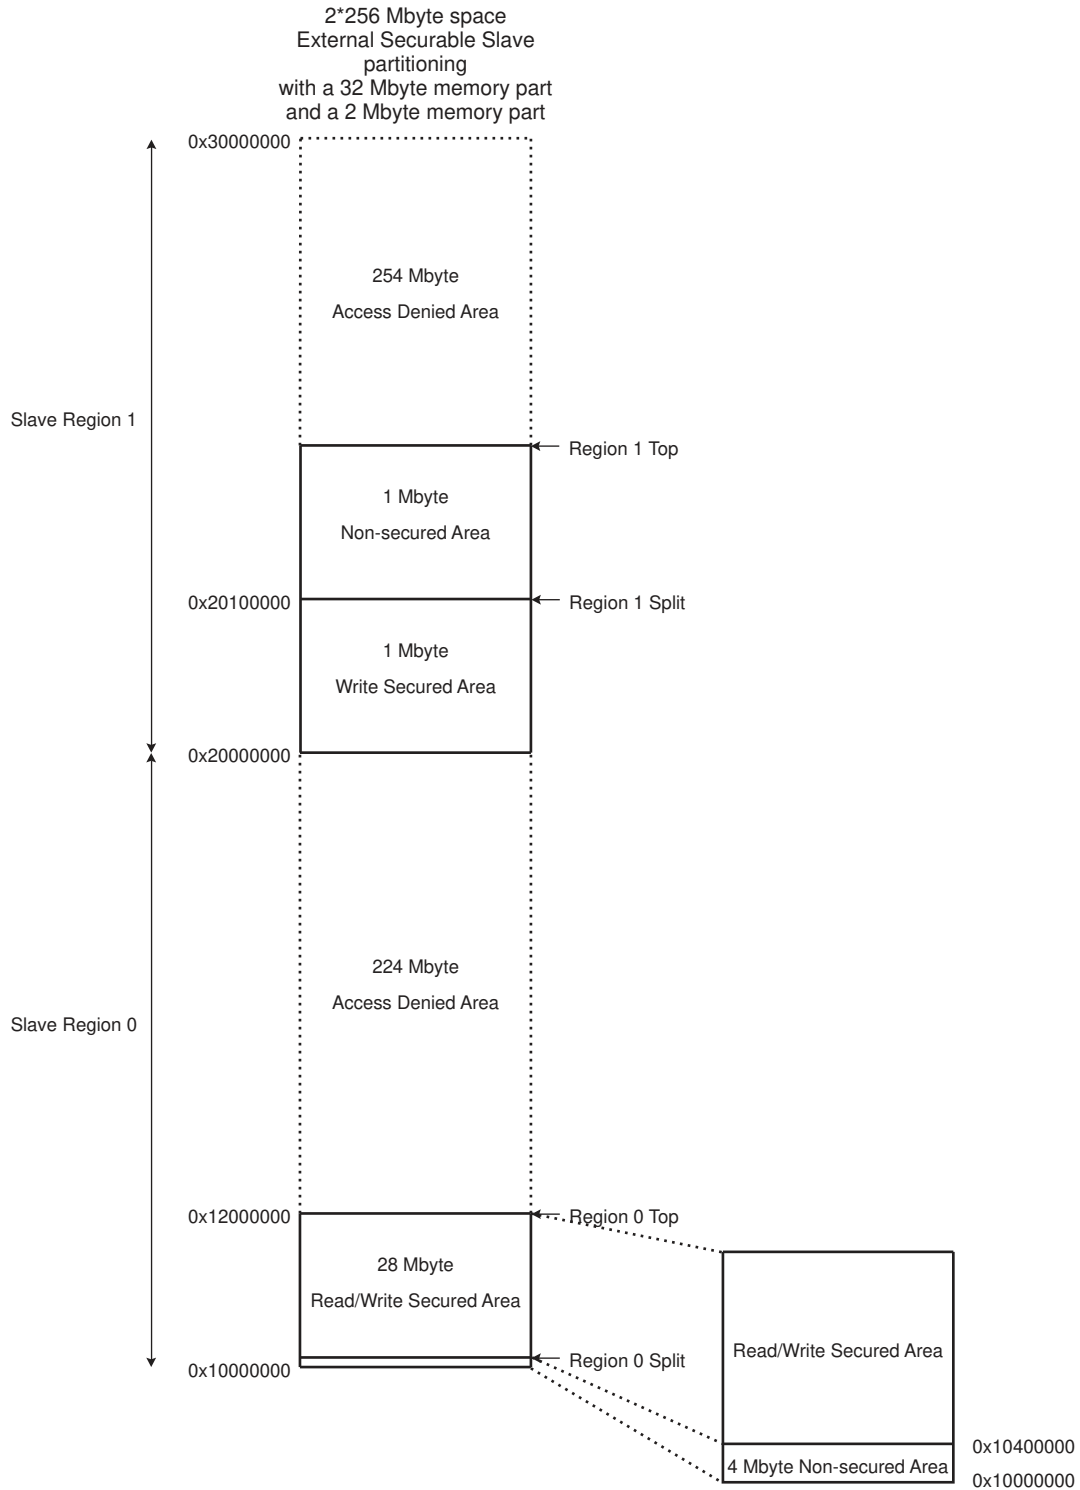 2*256 Mbyte space
External Securable Slave
partitioning
with a 32 Mbyte memory part
and a 2 Mbyte memory part
0x30000000
254 Mbyte
Access Denied Area
Slave Region 1
Region 1 Top
1 Mbyte
Non-secured Area
0x20100000
Region 1 Split
1 Mbyte
Write Secured Area
0x20000000
224 Mbyte
Access Denied Area
Slave Region 0
0x12000000
Region 0 Top
28 Mbyte
Read/Write Secured Area
Region 0 Split
0x10000000
Read/Write Secured Area
0x10400000
4 Mbyte Non-secured Area
0x10000000